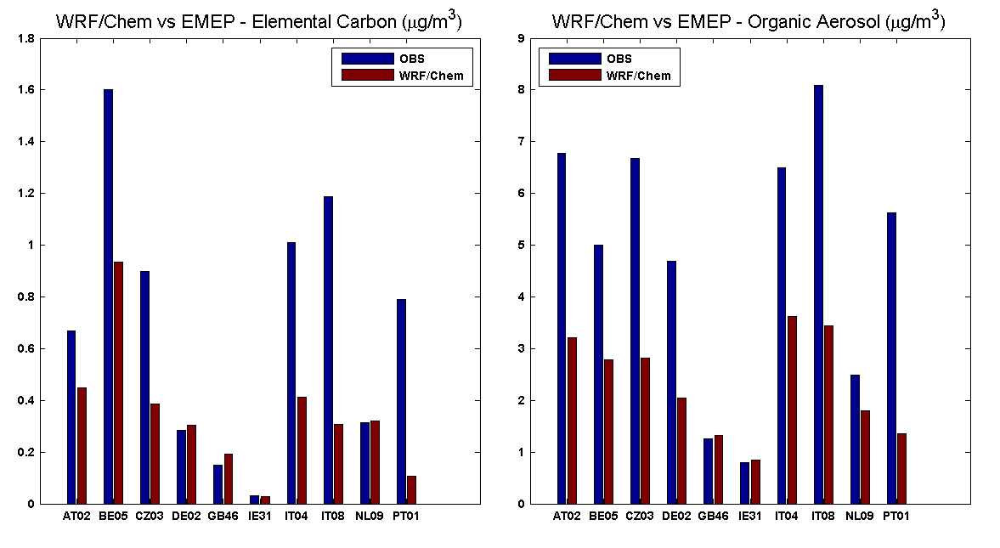 WRF/Chem vs EMEP - Elemental Carbon (μg/m³)
1.8
1.6
1.4
1.2
1
0.8
0.6
0.4
0.2
0
OBS
WRF/Chem
AT02 BE05 CZ03 DE02 GB46 IE31 IT04 IT08 NL09 PT01
WRF/Chem vs EMEP - Organic Aerosol (μg/m³)
9
8
7
6
5
4
3
2
1
0
OBS
WRF/Chem
AT02 BE05 CZ03 DE02 GB46 IE31 IT04 IT08 NL09 PT01